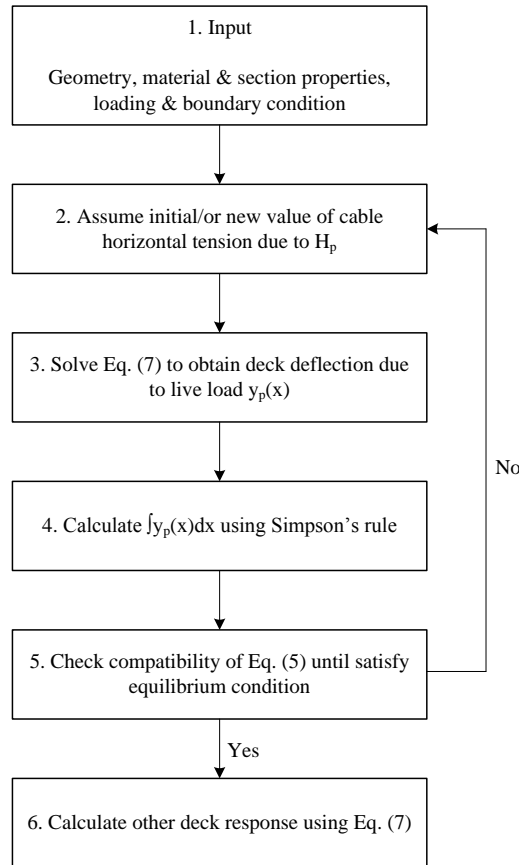 1. Input
Geometry, material & section properties,
loading & boundary condition
2. Assume initial/or new value of cable
horizontal tension due to Hp
3. Solve Eq. (7) to obtain deck deflection due
to live load yp(x)
No
4. Calculate ∫yp(x)dx using Simpson’s rule
5. Check compatibility of Eq. (5) until satisfy
equilibrium condition
Yes
6. Calculate other deck response using Eq. (7)